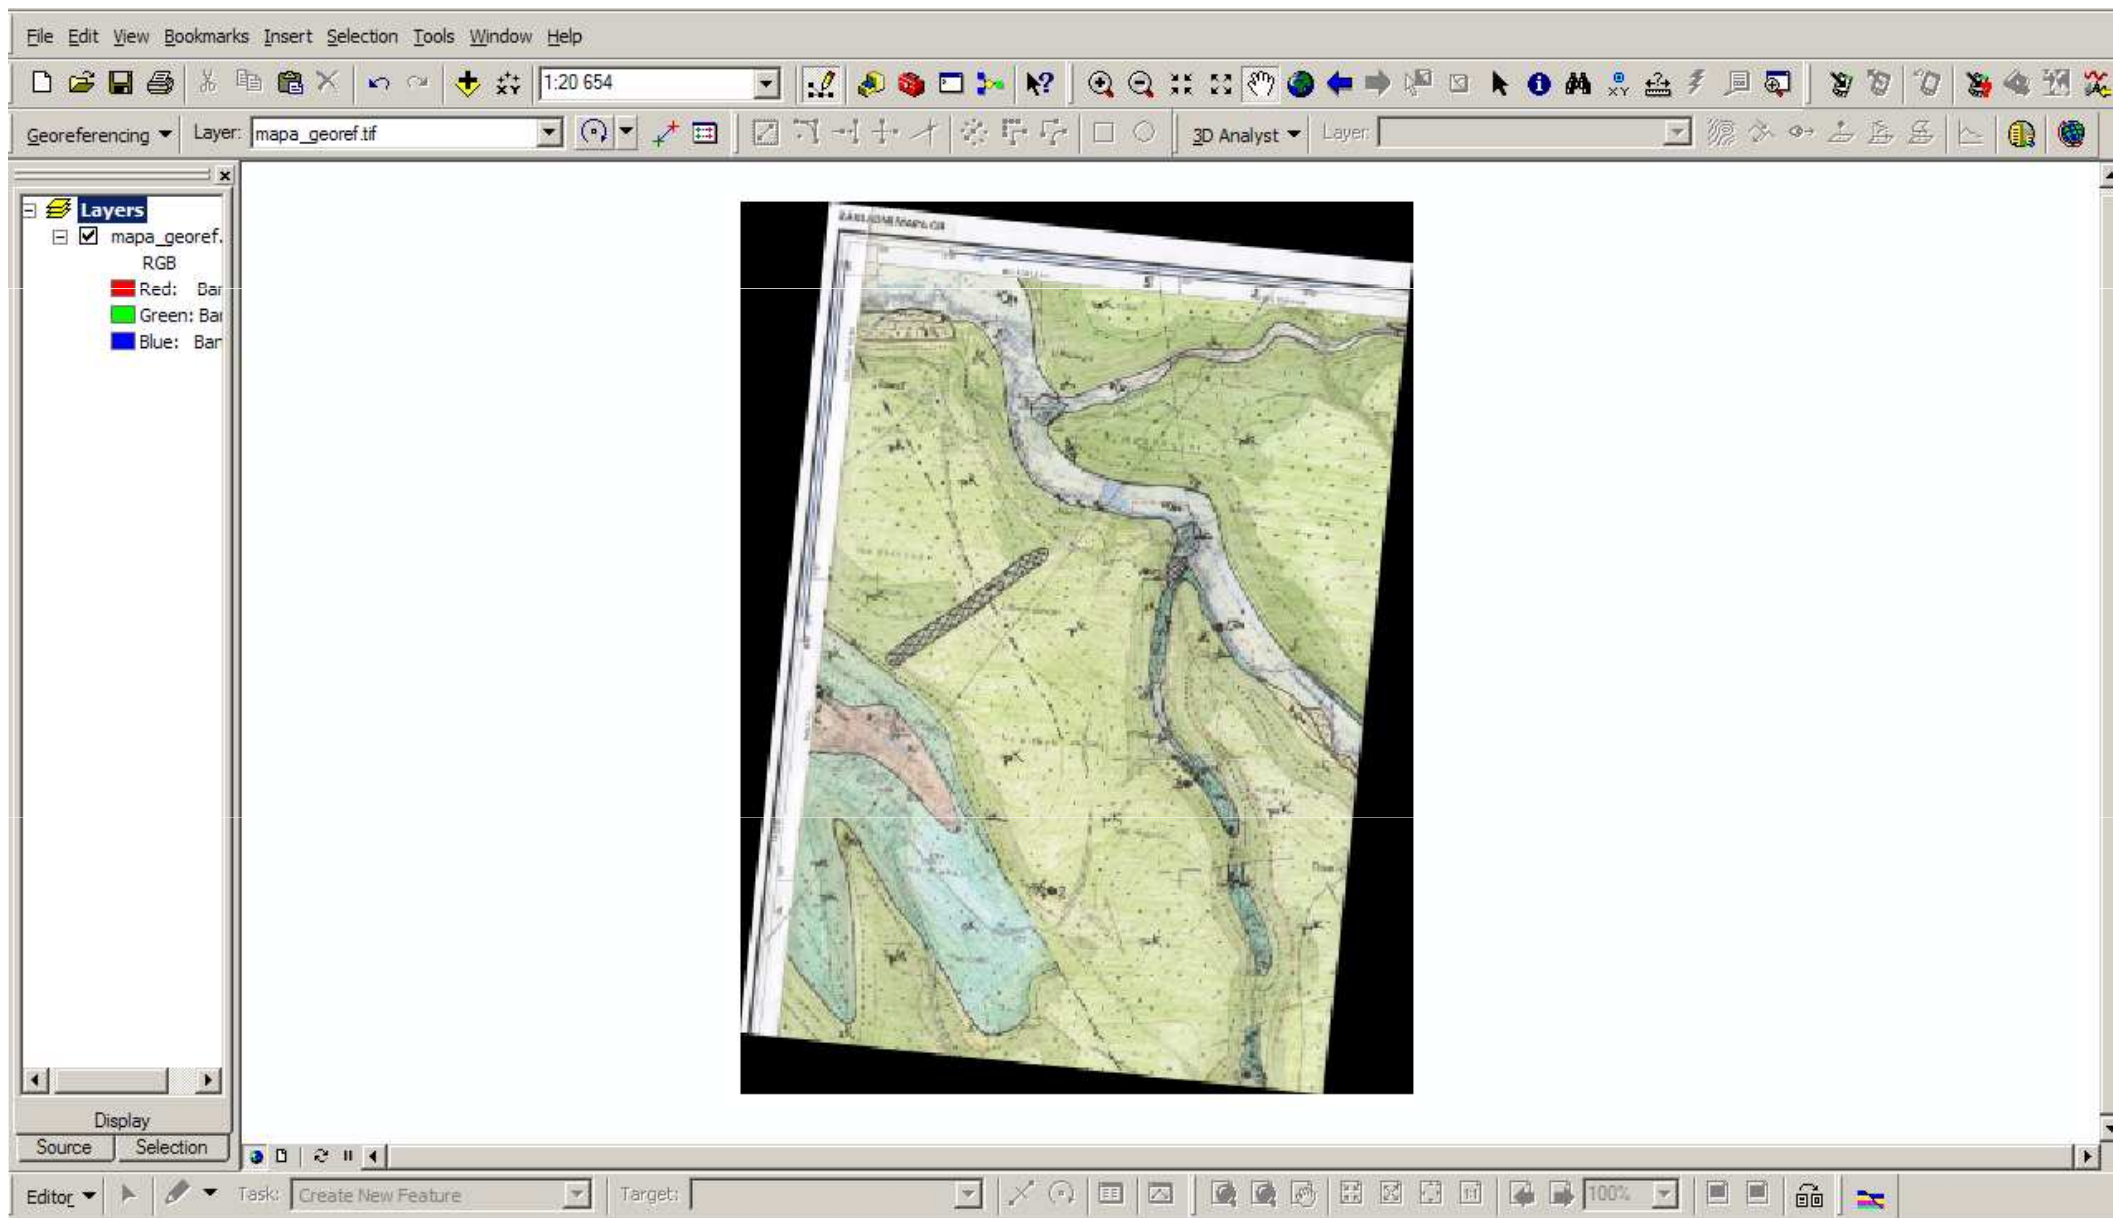 File Edit View Bookmarks Insert Selection Tools Window Help
1:20 654
Georeferencing Layer: mapa_georef.tif 3D Analyst Layer:
Layers
mapa_georef.
RGB
Red: Bar
Green: Bar
Blue: Bar
Display
Source Selection
Editor Task: Create New Feature Target: 100%